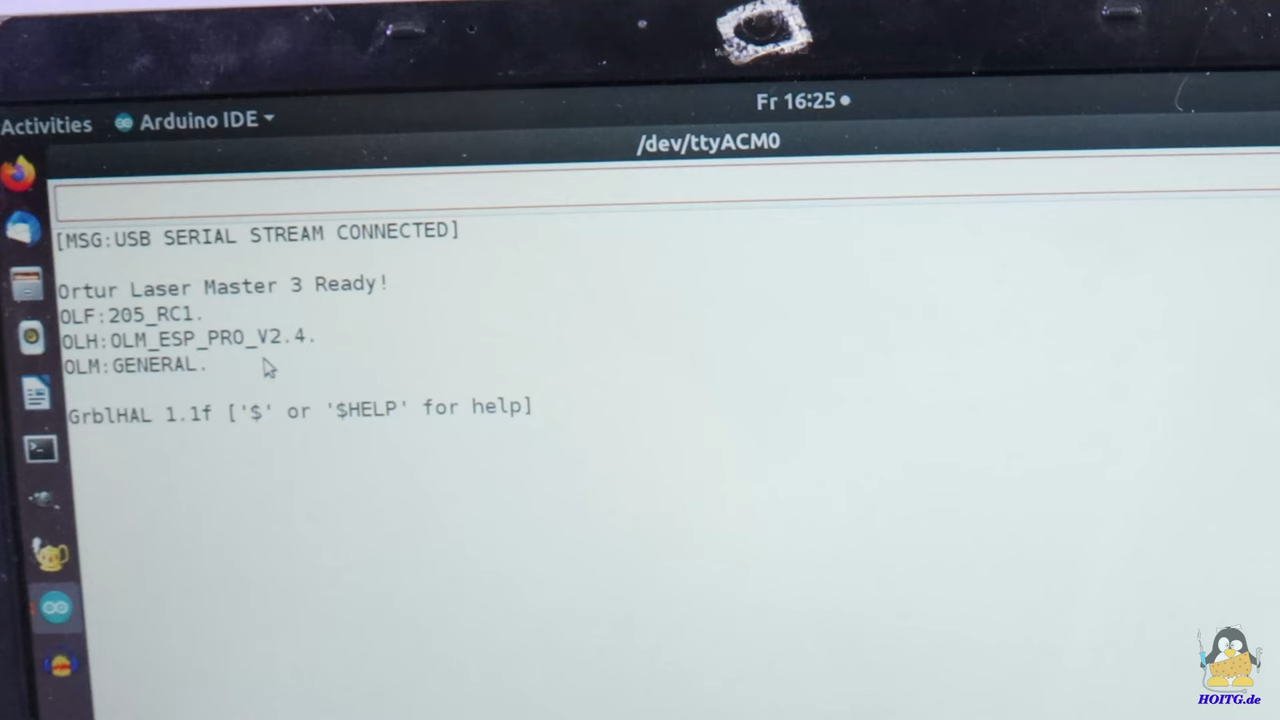 Activities
Arduino IDE
Fr 16:25
/dev/ttyACM0
[MSG:USB SERIAL STREAM CONNECTED]
Ortur Laser Master 3 Ready!
OLF:205_RC1.
OLH:OLM_ESP_PRO_V2.4.
OLM:GENERAL.
GrblHAL 1.1f ['$' or '$HELP' for help]
HOITG.de